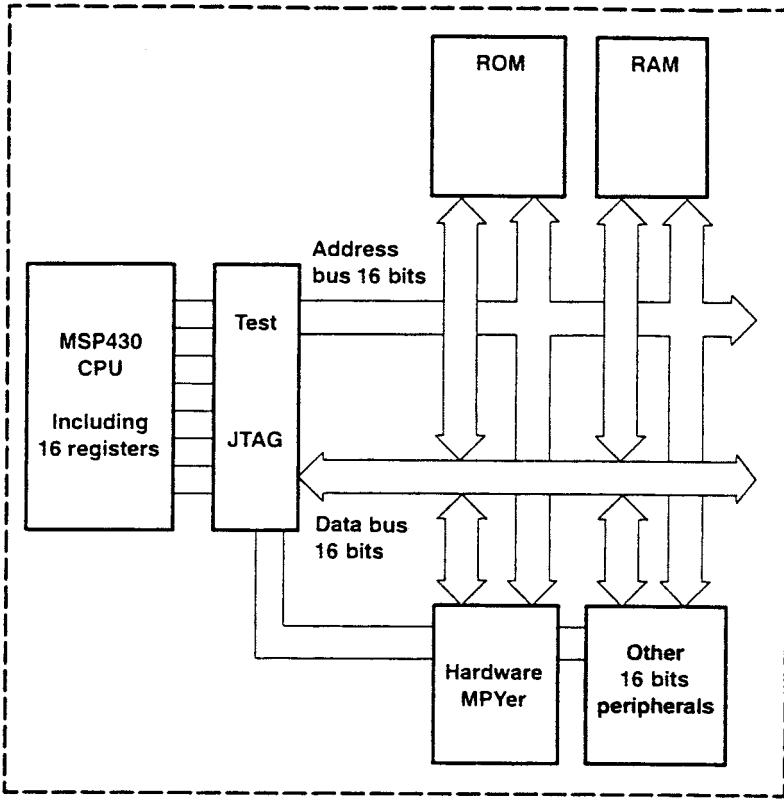 ROM
RAM
Address
bus 16 bits
MSP430
CPU
Including
16 registers
Test
JTAG
Data bus
16 bits
Hardware
MPYer
Other
16 bits
peripherals